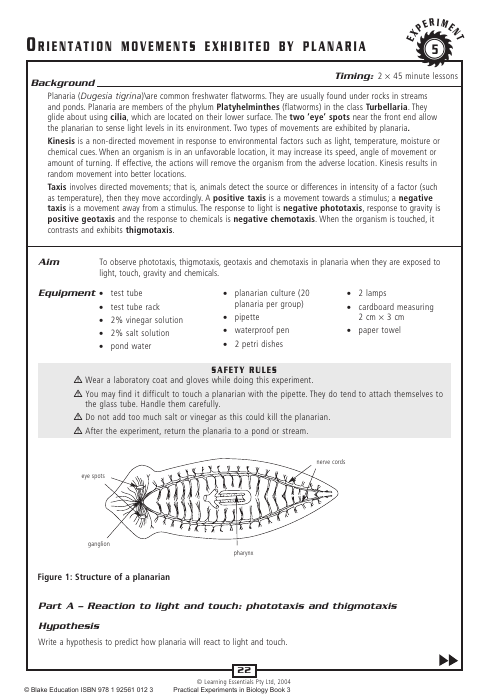 EXPERIMENT
5
ORIENTATION MOVEMENTS EXHIBITED BY PLANARIA
Timing: 2 × 45 minute lessons
Background
Planaria (Dugesia tigrina)\are common freshwater flatworms. They are usually found under rocks in streams
and ponds. Planaria are members of the phylum Platyhelminthes (flatworms) in the class Turbellaria. They
glide about using cilia, which are located on their lower surface. The two 'eye' spots near the front end allow
the planarian to sense light levels in its environment. Two types of movements are exhibited by planaria.
Kinesis is a non-directed movement in response to environmental factors such as light, temperature, moisture or
chemical cues. When an organism is in an unfavorable location, it may increase its speed, angle of movement or
amount of turning. If effective, the actions will remove the organism from the adverse location. Kinesis results in
random movement into better locations.
Taxis involves directed movements; that is, animals detect the source or differences in intensity of a factor (such
as temperature), then they move accordingly. A positive taxis is a movement towards a stimulus; a negative
taxis is a movement away from a stimulus. The response to light is negative phototaxis, response to gravity is
positive geotaxis and the response to chemicals is negative chemotaxis. When the organism is touched, it
contrasts and exhibits thigmotaxis.
Aim
To observe phototaxis, thigmotaxis, geotaxis and chemotaxis in planaria when they are exposed to
light, touch, gravity and chemicals.
Equipment
• test tube
• test tube rack
• 2% vinegar solution
• 2% salt solution
• pond water
• planarian culture (20
planaria per group)
• pipette
• waterproof pen
• 2 petri dishes
• 2 lamps
• cardboard measuring
2 cm × 3 cm
• paper towel
SAFETY RULES
⚠ Wear a laboratory coat and gloves while doing this experiment.
⚠ You may find it difficult to touch a planarian with the pipette. They do tend to attach themselves to
the glass tube. Handle them carefully.
⚠ Do not add too much salt or vinegar as this could kill the planarian.
⚠ After the experiment, return the planaria to a pond or stream.
nerve cords
eye spots
ganglion
pharynx
Figure 1: Structure of a planarian
Part A – Reaction to light and touch: phototaxis and thigmotaxis
Hypothesis
Write a hypothesis to predict how planaria will react to light and touch.
22
© Learning Essentials Pty Ltd, 2004
© Blake Education ISBN 978 1 92561 012 3 Practical Experiments in Biology Book 3